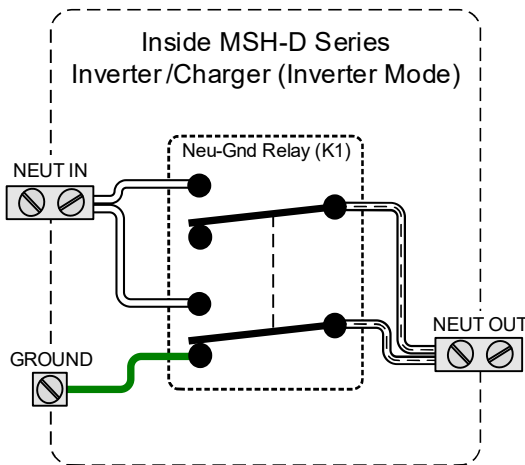 Inside MSH-D Series
Inverter/Charger (Inverter Mode)
Neu-Gnd Relay (K1)
NEUT IN
NEUT OUT
GROUND